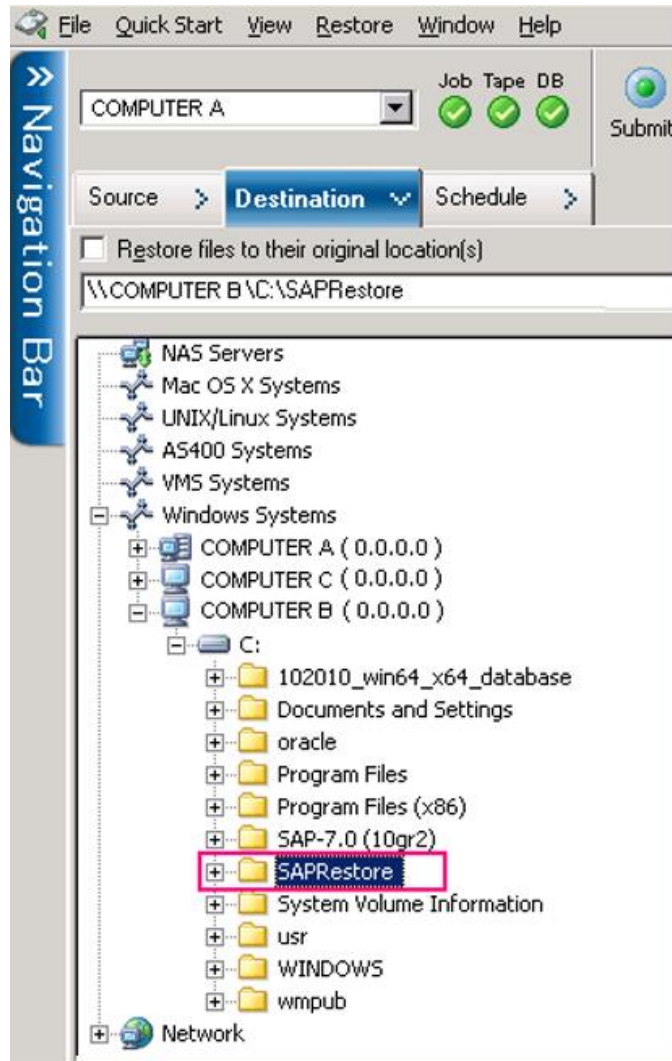 File Quick Start View Restore Window Help
» Navigation Bar
COMPUTER A
Job Tape DB
Submit
Source > Destination Schedule >
Restore files to their original location(s)
\\COMPUTER B\C:\SAPRestore
NAS Servers
Mac OS X Systems
UNIX/Linux Systems
AS400 Systems
VMS Systems
Windows Systems
COMPUTER A ( 0.0.0.0 )
COMPUTER C ( 0.0.0.0 )
COMPUTER B ( 0.0.0.0 )
C:
102010_win64_x64_database
Documents and Settings
oracle
Program Files
Program Files (x86)
SAP-7.0 (10gr2)
SAPRestore
System Volume Information
usr
WINDOWS
wmpub
Network